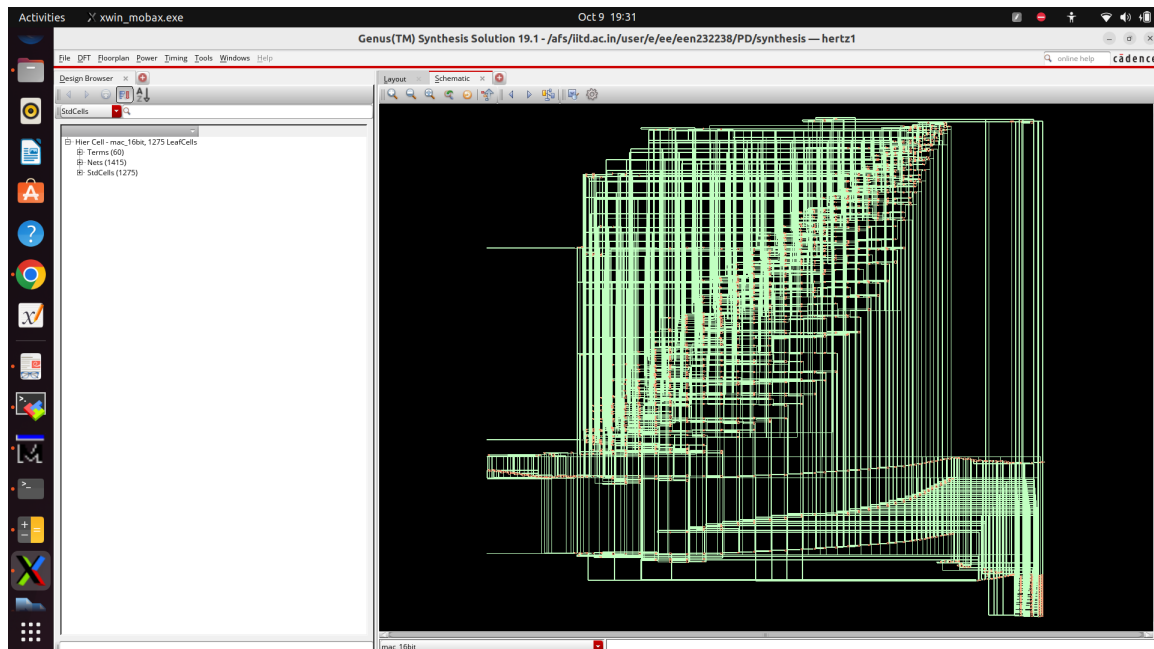 Activities xwin_mobax.exe Oct 9 19:31
Genus(TM) Synthesis Solution 19.1 - /afs/iitd.ac.in/user/e/ee/een232238/PD/synthesis — hertz1
File DFT Floorplan Power Timing Tools Windows Help online help cādence
Design Browser Layout Schematic
StdCells
Hier Cell - mac_16bit, 1275 LeafCells
Terms (60)
Nets (1415)
StdCells (1275)
mac_16bit